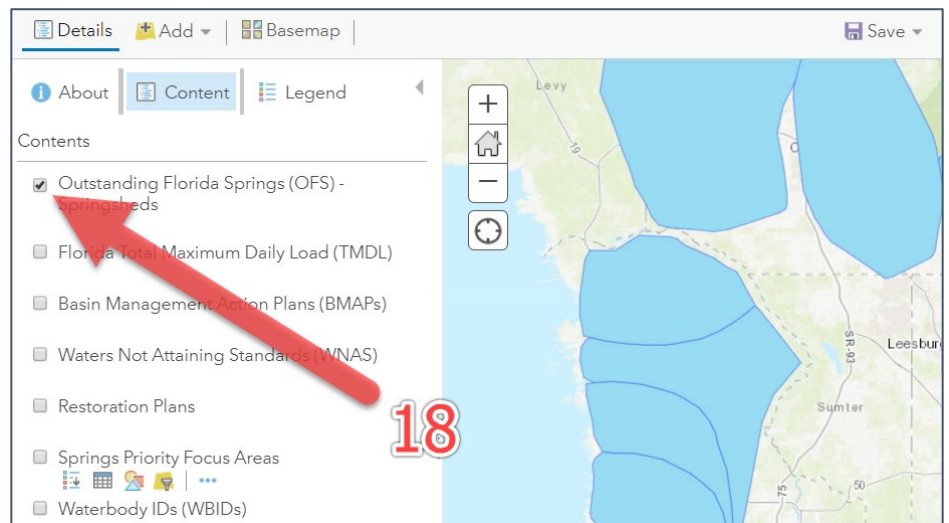 Details Add Basemap Save
About Content Legend
Contents
Outstanding Florida Springs (OFS) -
Springsheds
Florida Total Maximum Daily Load (TMDL)
Basin Management Action Plans (BMAPs)
Waters Not Attaining Standards (WNAS)
Restoration Plans
Springs Priority Focus Areas
Waterbody IDs (WBIDs)
18
Levy
19
SR-93
Leesbur
Sumter
75
50